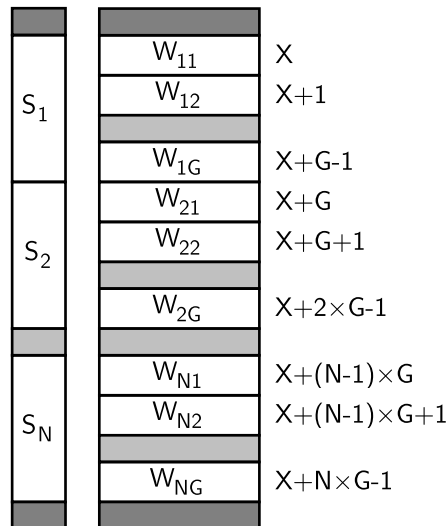 W11 X
W12 X+1
S1
W1G X+G-1
W21 X+G
W22 X+G+1
S2
W2G X+2×G-1
WN1 X+(N-1)×G
WN2 X+(N-1)×G+1
SN
WNG X+N×G-1